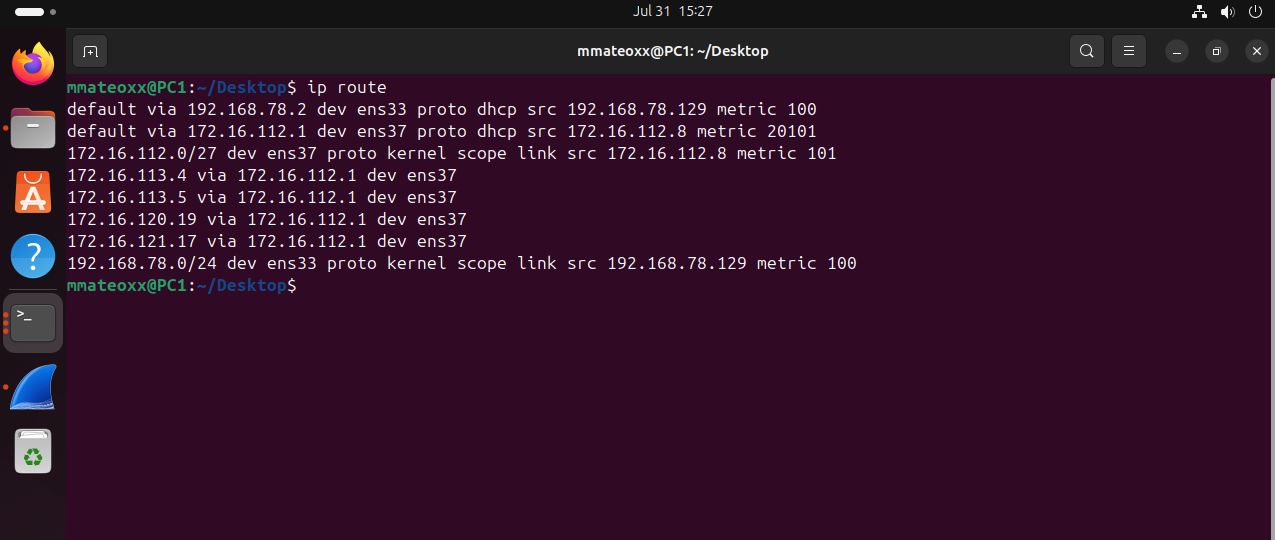 Jul 31 15:27
mmateoxx@PC1: ~/Desktop
mmateoxx@PC1:~/Desktop$ ip route
default via 192.168.78.2 dev ens33 proto dhcp src 192.168.78.129 metric 100
default via 172.16.112.1 dev ens37 proto dhcp src 172.16.112.8 metric 20101
172.16.112.0/27 dev ens37 proto kernel scope link src 172.16.112.8 metric 101
172.16.113.4 via 172.16.112.1 dev ens37
172.16.113.5 via 172.16.112.1 dev ens37
172.16.120.19 via 172.16.112.1 dev ens37
172.16.121.17 via 172.16.112.1 dev ens37
192.168.78.0/24 dev ens33 proto kernel scope link src 192.168.78.129 metric 100
mmateoxx@PC1:~/Desktop$